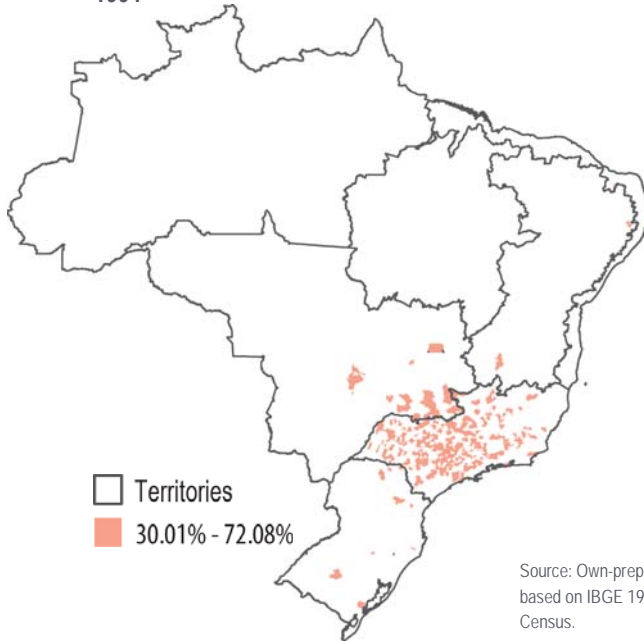 Territories
30.01% - 72.08%
Source: Own-prep
based on IBGE 19
Census.